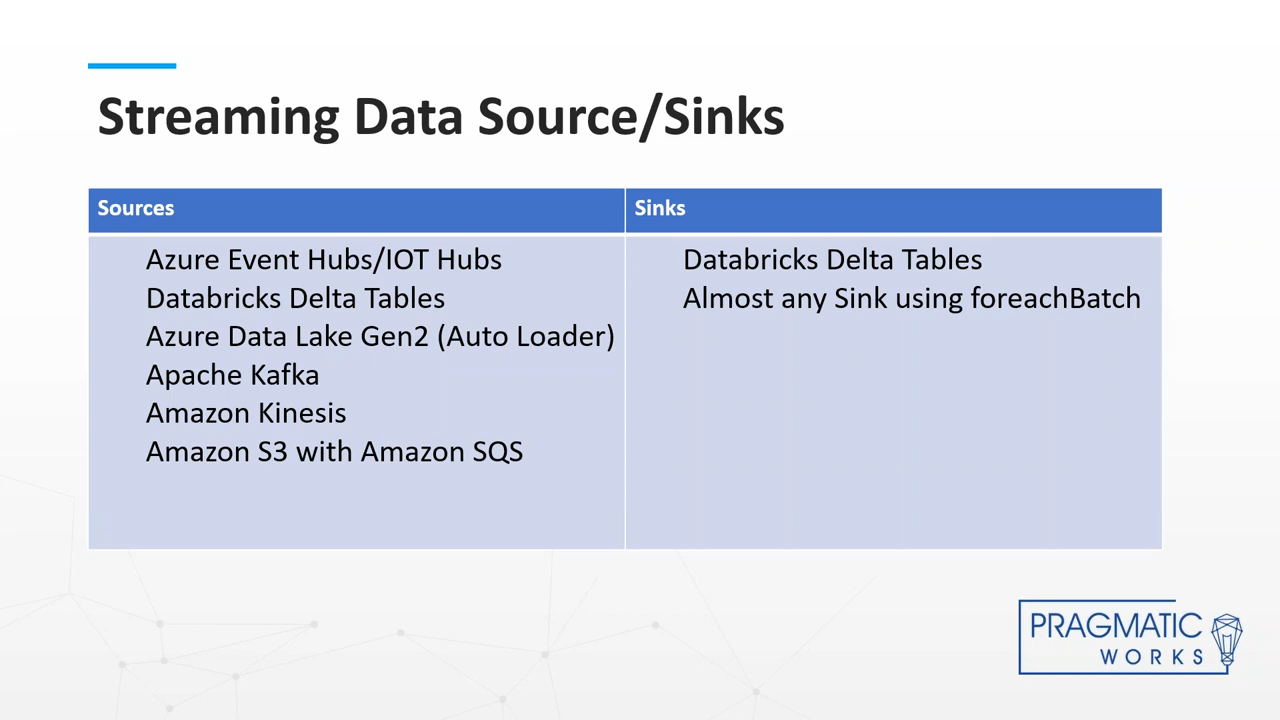 Streaming Data Source/Sinks
Sources
Sinks
Azure Event Hubs/IOT Hubs
Databricks Delta Tables
Azure Data Lake Gen2 (Auto Loader)
Apache Kafka
Amazon Kinesis
Amazon S3 with Amazon SQS
Databricks Delta Tables
Almost any Sink using foreachBatch
PRAGMATIC
WORKS